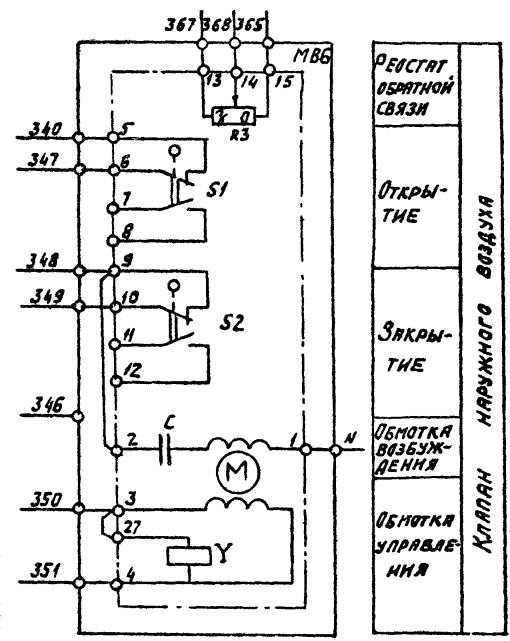 367 368 365
МВ6
13 14 15
З О
R3
340 5
347 6
S1
7
8
348 9
349 10
S2
11
12
346
2 C 1 N
M
350 3
27
Y
351 4
РЕОСТАТ
ОБРАТНОЙ
СВЯЗИ
ОТКРЫ-
ТИЕ
ЗАКРЫ-
ТИЕ
ОБМОТКА
ВОЗБУЖ-
ДЕНИЯ
ОБМОТКА
УПРАВЛЕ-
НИЯ
КЛАПАН НАРУЖНОГО ВОЗДУХА